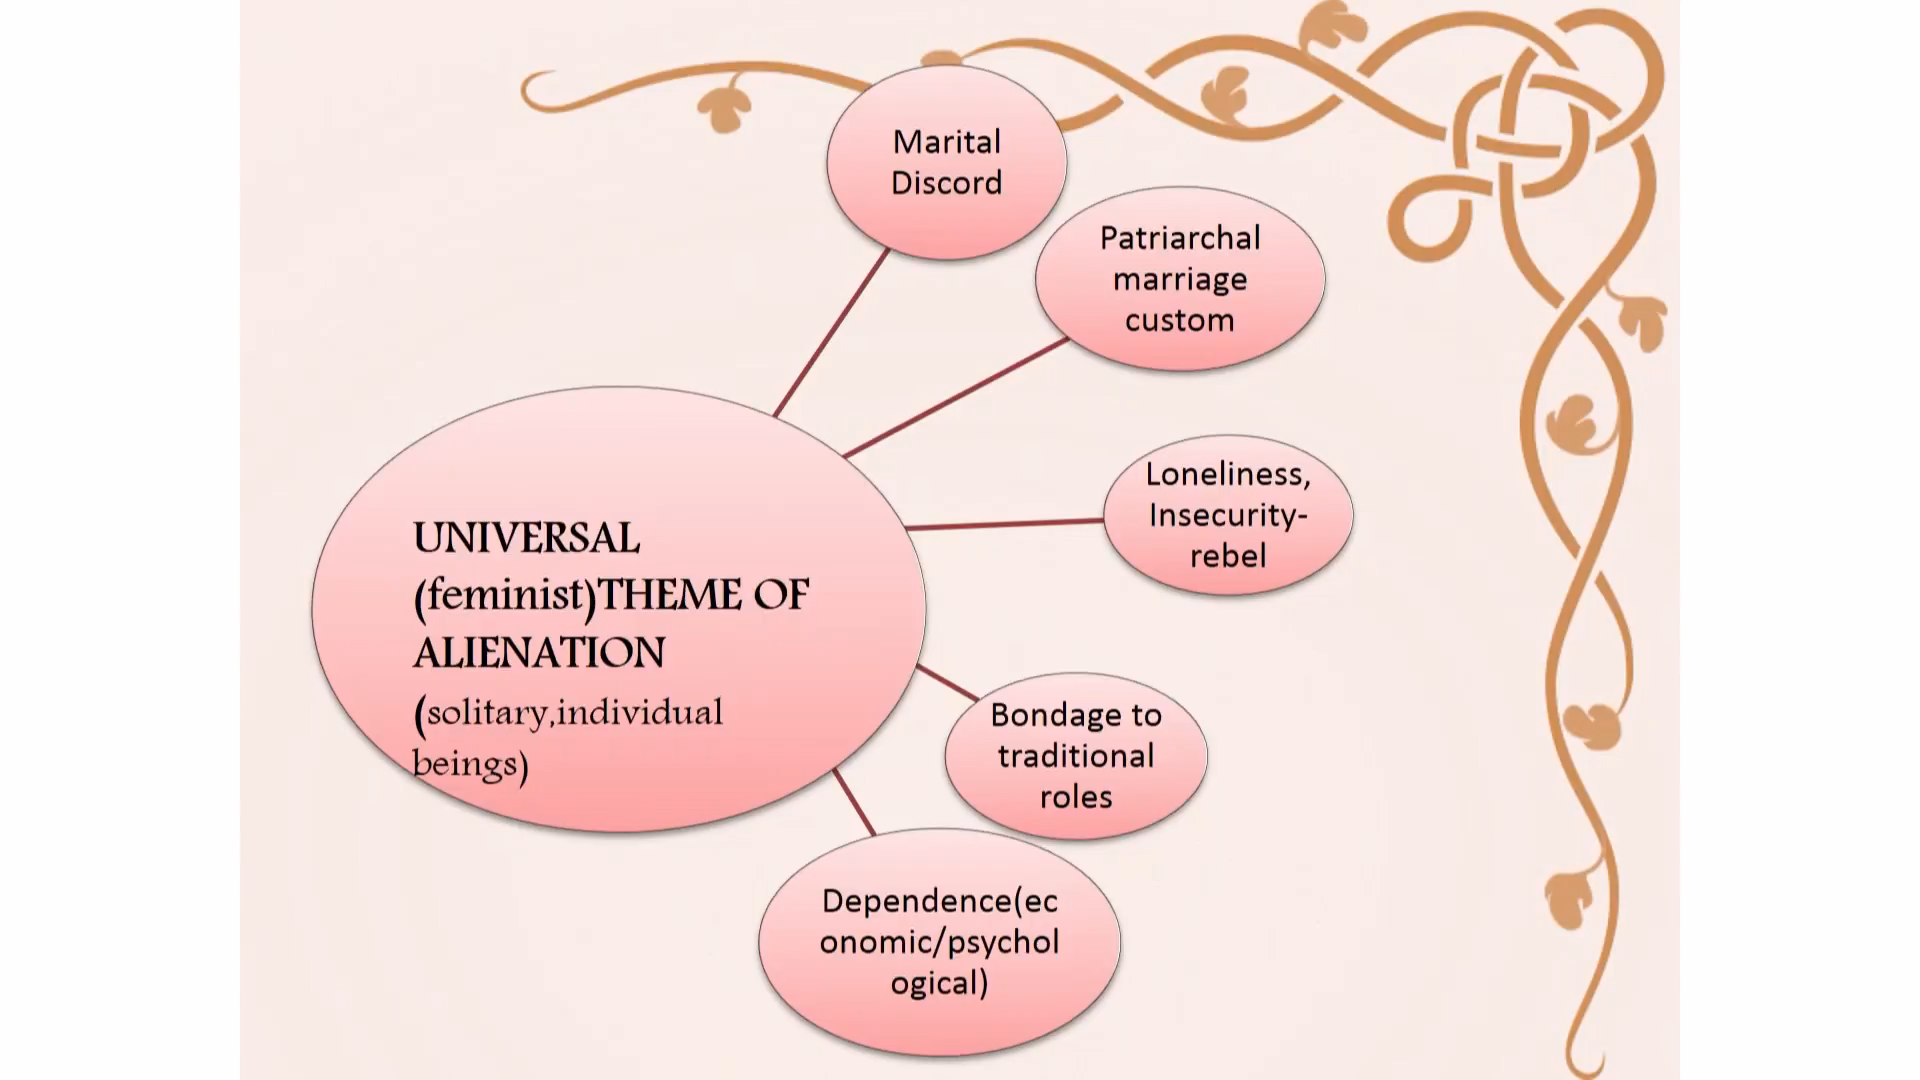 Marital
Discord
Patriarchal
marriage
custom
Loneliness,
Insecurity-
rebel
UNIVERSAL
(feminist)THEME OF
ALIENATION
(solitary,individual
beings)
Bondage to
traditional
roles
Dependence(ec
onomic/psychol
ogical)